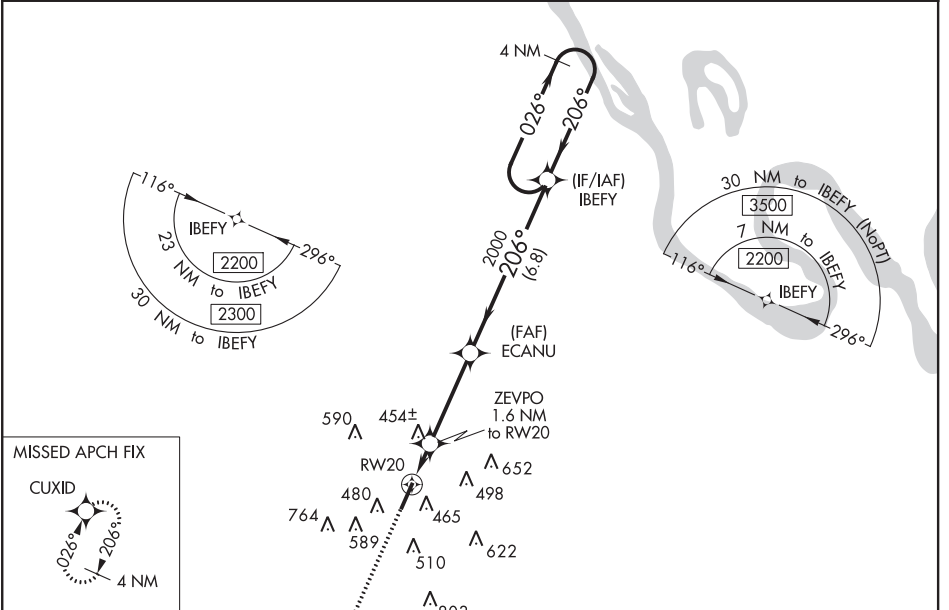 4 NM
026°
206°
(IF/IAF)
IBEFY
116°
IBEFY
296°
2200
23 NM to IBEFY
2300
30 NM to IBEFY
30 NM to IBEFY (NoPT)
3500
7 NM to IBEFY
2200
116°
IBEFY
296°
2000
206°
(6.8)
(FAF)
ECANU
ZEVPO
1.6 NM
to RW20
590
454±
RW20
652
498
480
465
764
589
622
510
MISSED APCH FIX
CUXID
026°
206°
4 NM